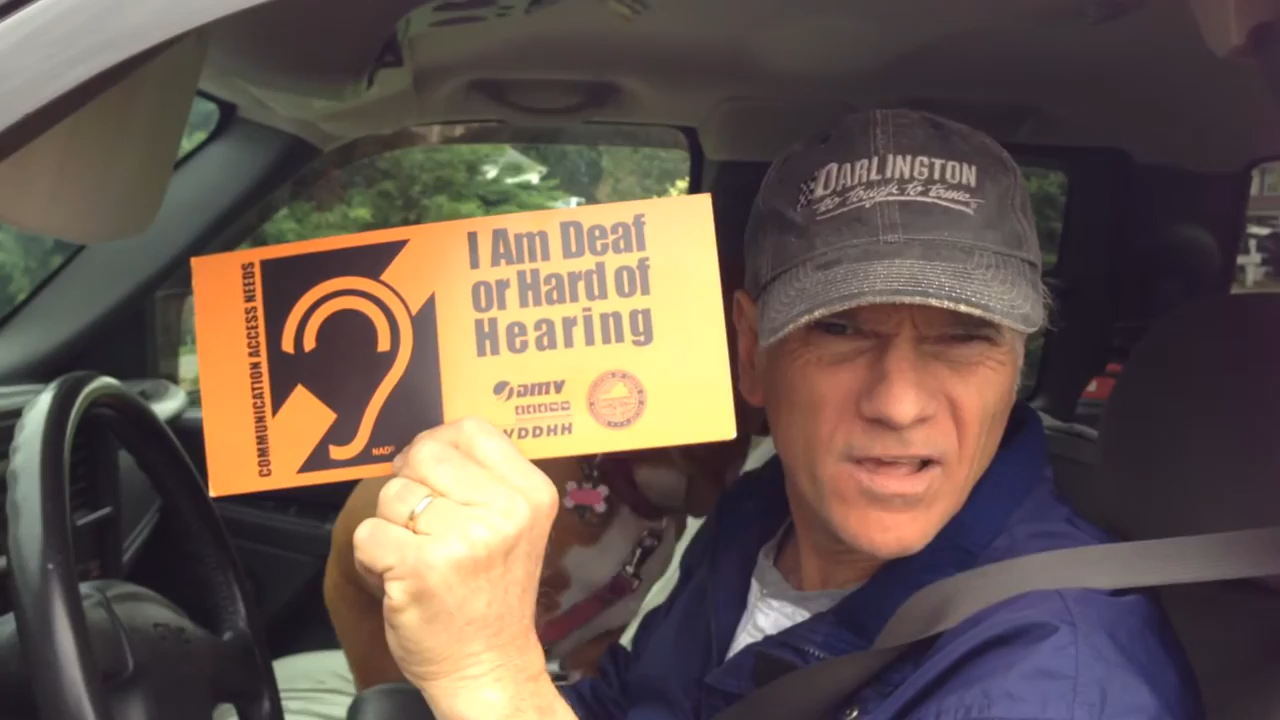 COMMUNICATION ACCESS NEEDS
I Am Deaf
or Hard of
Hearing
DMV
VDDHH
NAD
DARLINGTON
Too Tough To Tame